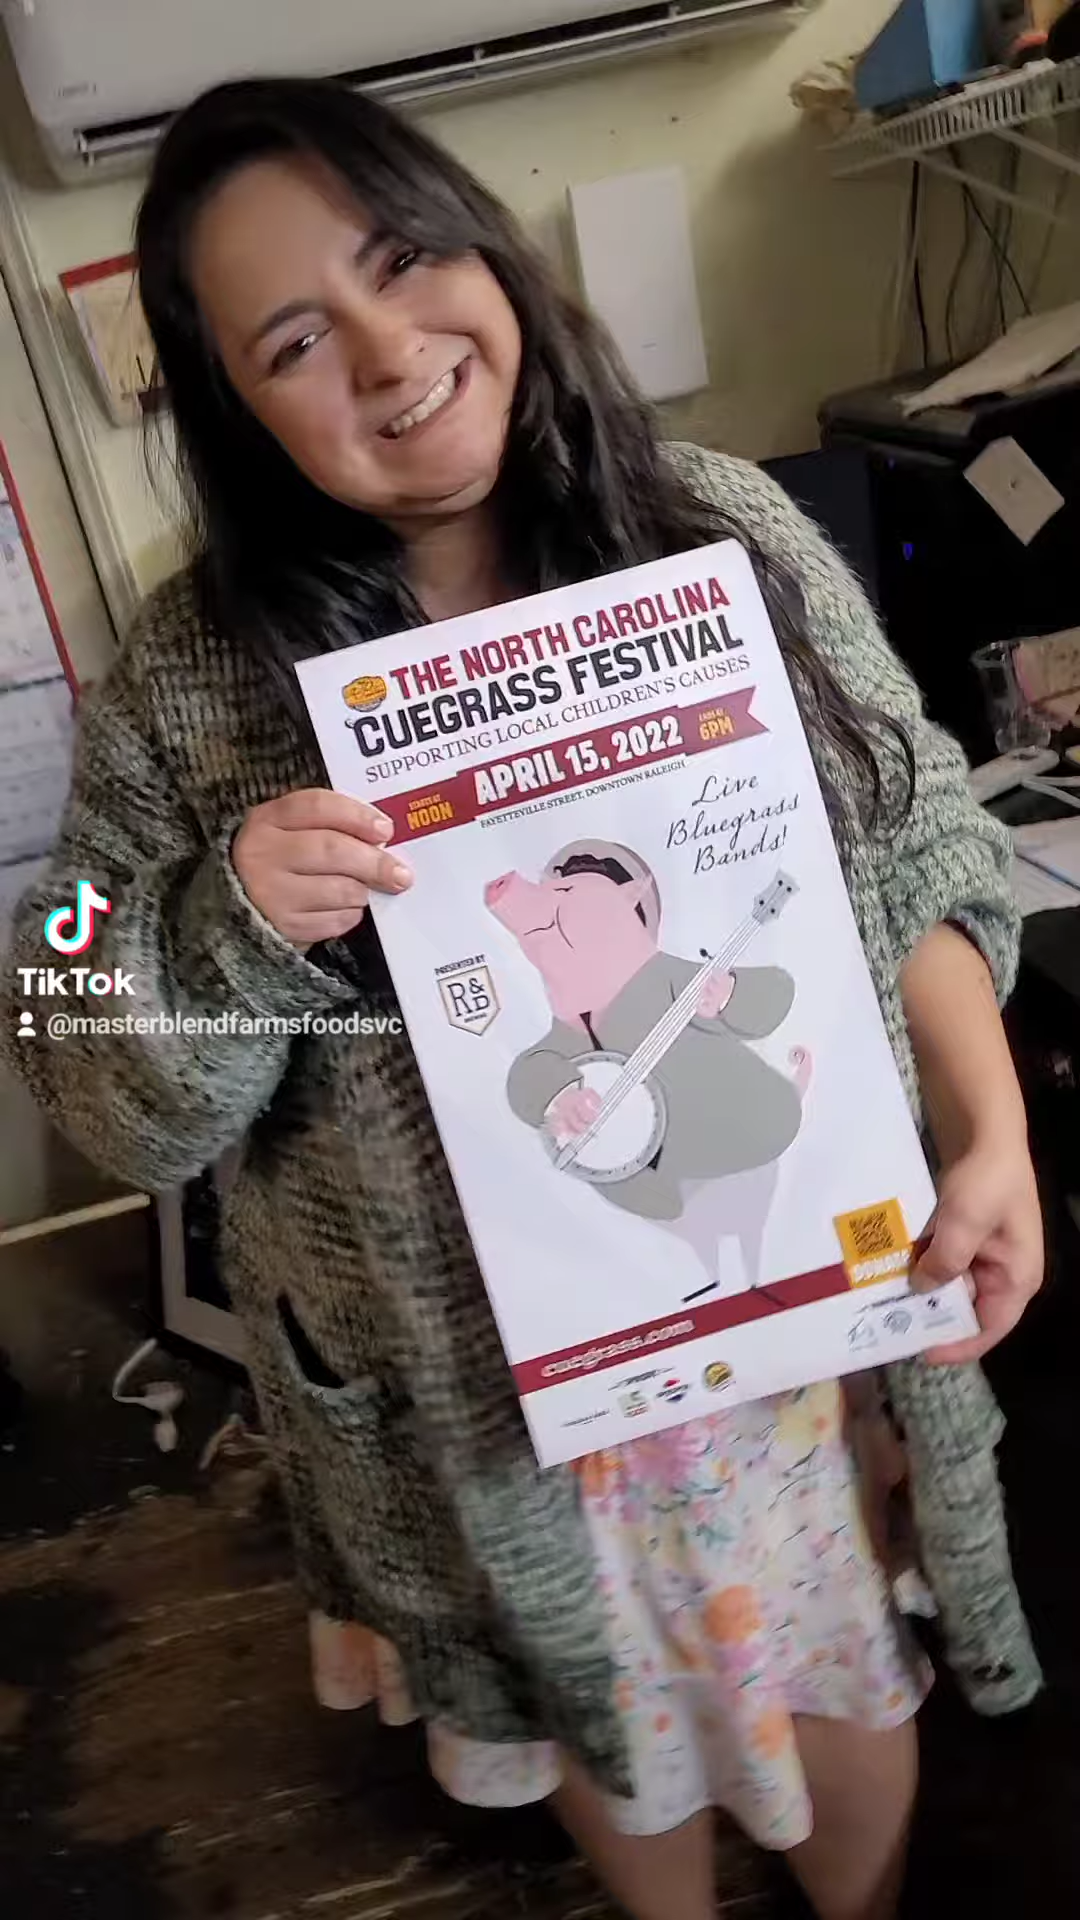 THE NORTH CAROLINA
CUEGRASS FESTIVAL
SUPPORTING LOCAL CHILDREN'S CAUSES
STARTS AT
NOON
APRIL 15, 2022
ENDS AT
6PM
FAYETTEVILLE STREET, DOWNTOWN RALEIGH
Live
Bluegrass
Bands!
PRESENTED BY
R&D
BREWING
TikTok
@masterblendfarmsfoodsvc
DONATE
cuegrass.com